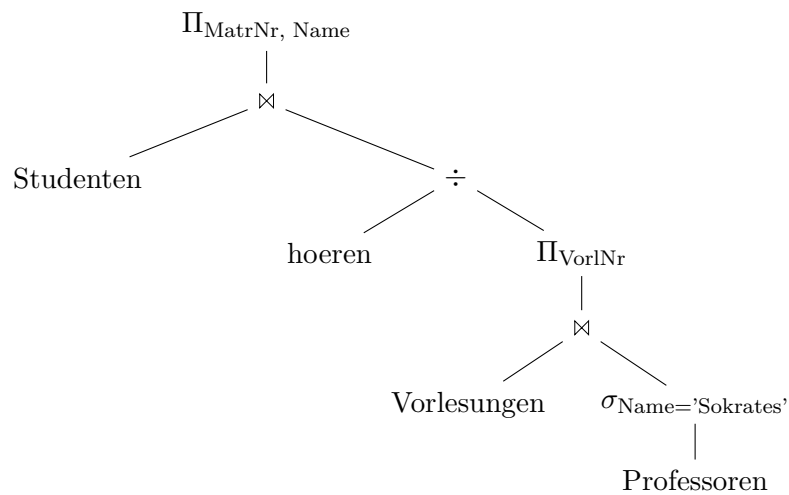 Π_MatrNr, Name
⋈
Studenten
÷
hoeren
Π_VorlNr
⋈
Vorlesungen
σ_Name='Sokrates'
Professoren